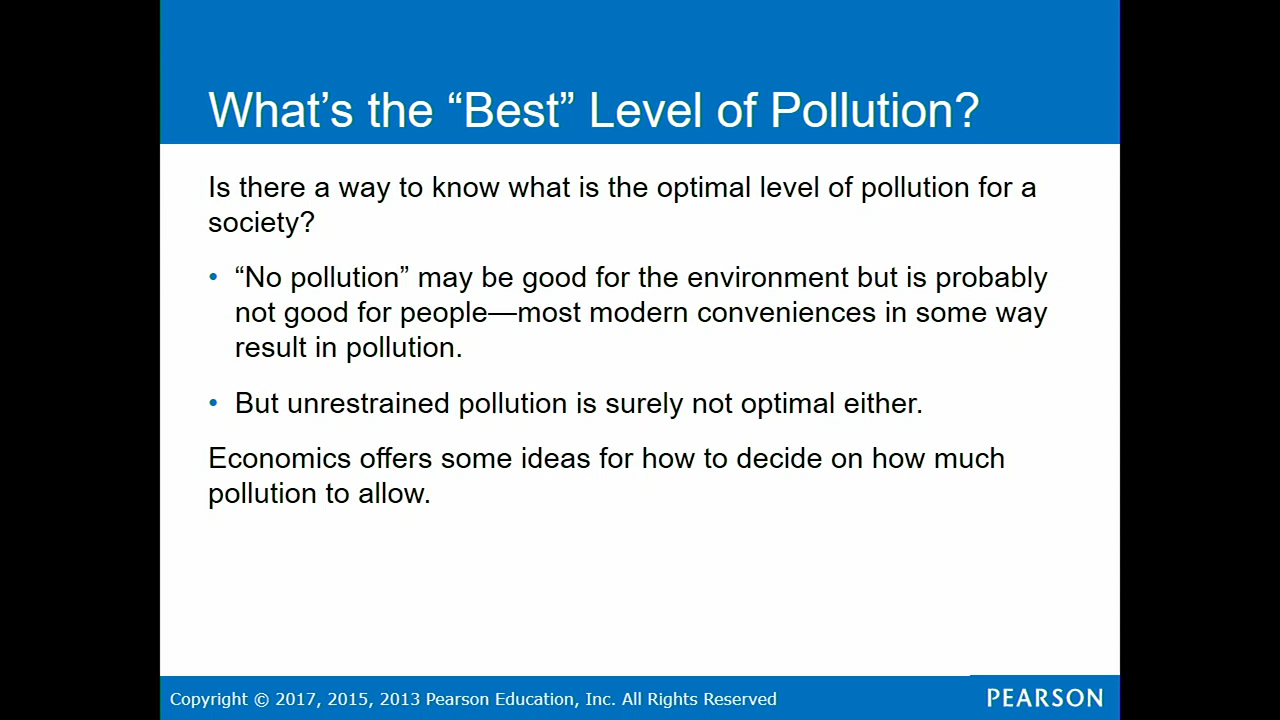 What’s the “Best” Level of Pollution?
Is there a way to know what is the optimal level of pollution for a
society?
• “No pollution” may be good for the environment but is probably
not good for people—most modern conveniences in some way
result in pollution.
• But unrestrained pollution is surely not optimal either.
Economics offers some ideas for how to decide on how much
pollution to allow.
Copyright © 2017, 2015, 2013 Pearson Education, Inc. All Rights Reserved
PEARSON